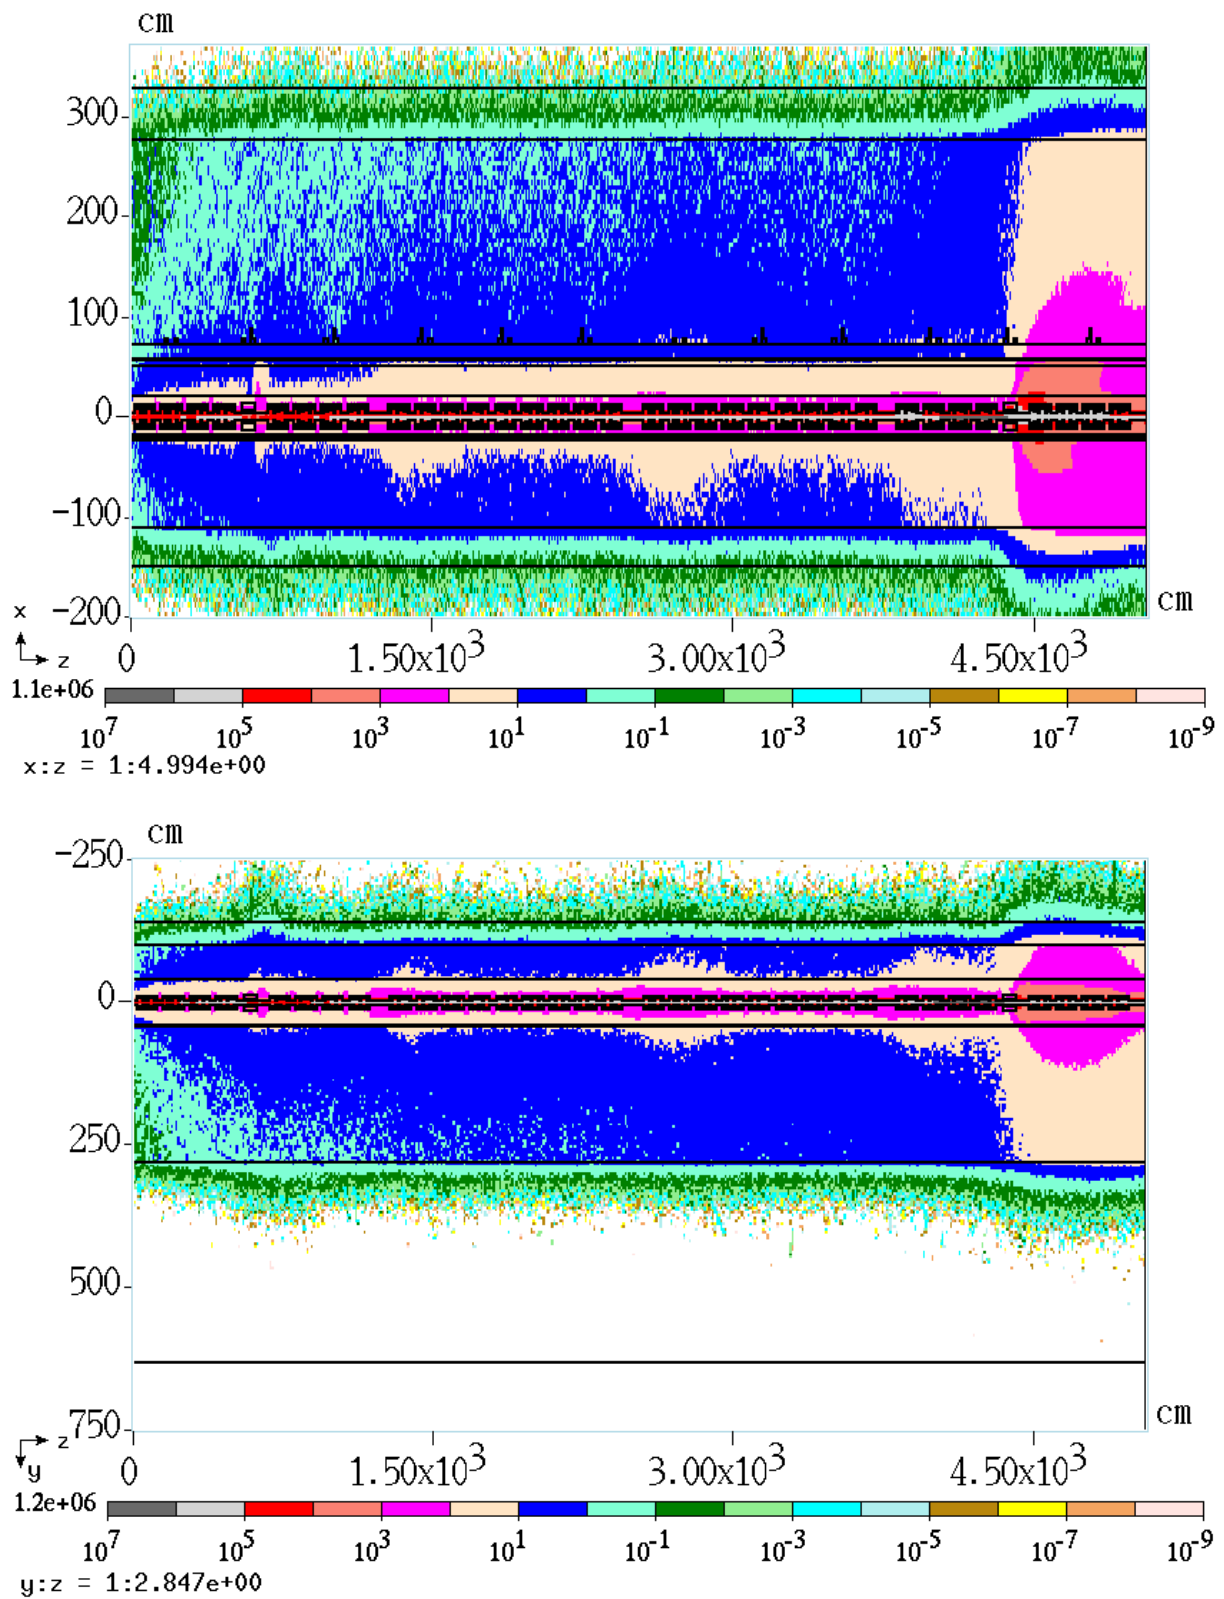 cm
300
200
100
0
−100
−200
cm
x
z
0 1.50x10³ 3.00x10³ 4.50x10³
1.1e+06
10⁷ 10⁵ 10³ 10¹ 10⁻¹ 10⁻³ 10⁻⁵ 10⁻⁷ 10⁻⁹
x:z = 1:4.994e+00
cm
−250
0
250
500
750
cm
z
y
0 1.50x10³ 3.00x10³ 4.50x10³
1.2e+06
10⁷ 10⁵ 10³ 10¹ 10⁻¹ 10⁻³ 10⁻⁵ 10⁻⁷ 10⁻⁹
y:z = 1:2.847e+00